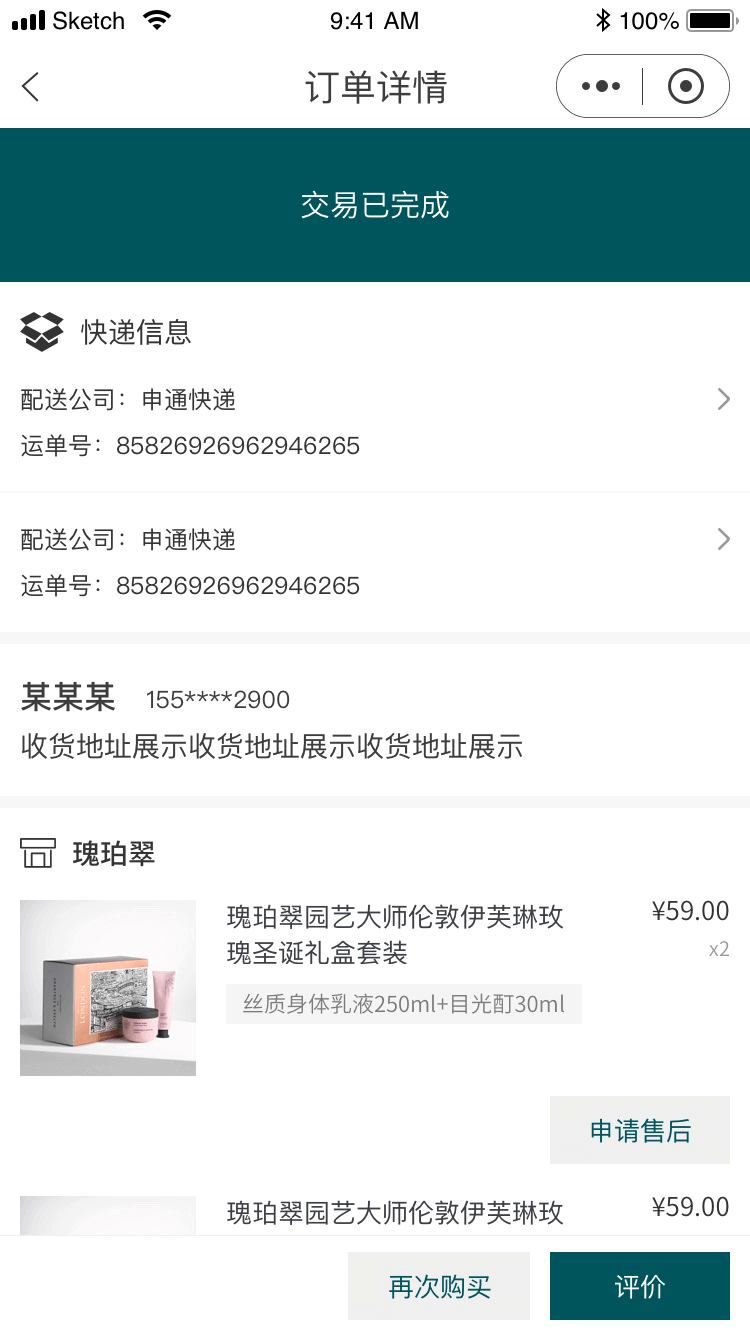 Sketch 9:41 AM 100%
订单详情
交易已完成
快递信息
配送公司：申通快递
运单号：85826926962946265
配送公司：申通快递
运单号：85826926962946265
某某某 155****2900
收货地址展示收货地址展示收货地址展示
瑰珀翠
瑰珀翠园艺大师伦敦伊芙琳玫 ¥59.00
瑰圣诞礼盒套装 x2
丝质身体乳液250ml+目光酊30ml
LONDON
申请售后
瑰珀翠园艺大师伦敦伊芙琳玫 ¥59.00
再次购买 评价